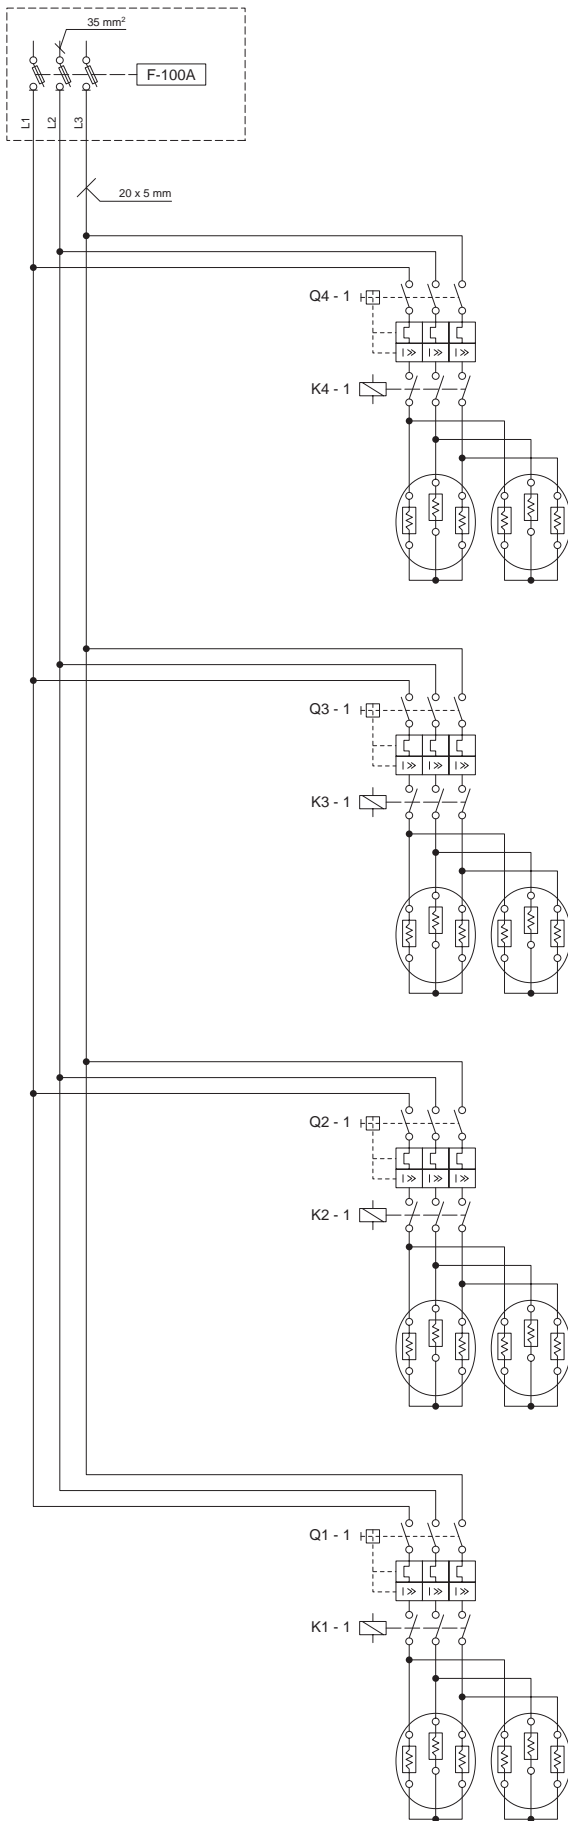 35 mm²
F-100A
L1
L2
L3
20 x 5 mm
Q4 - 1
I >>
I >>
I >>
K4 - 1
Q3 - 1
I >>
I >>
I >>
K3 - 1
Q2 - 1
I >>
I >>
I >>
K2 - 1
Q1 - 1
I >>
I >>
I >>
K1 - 1